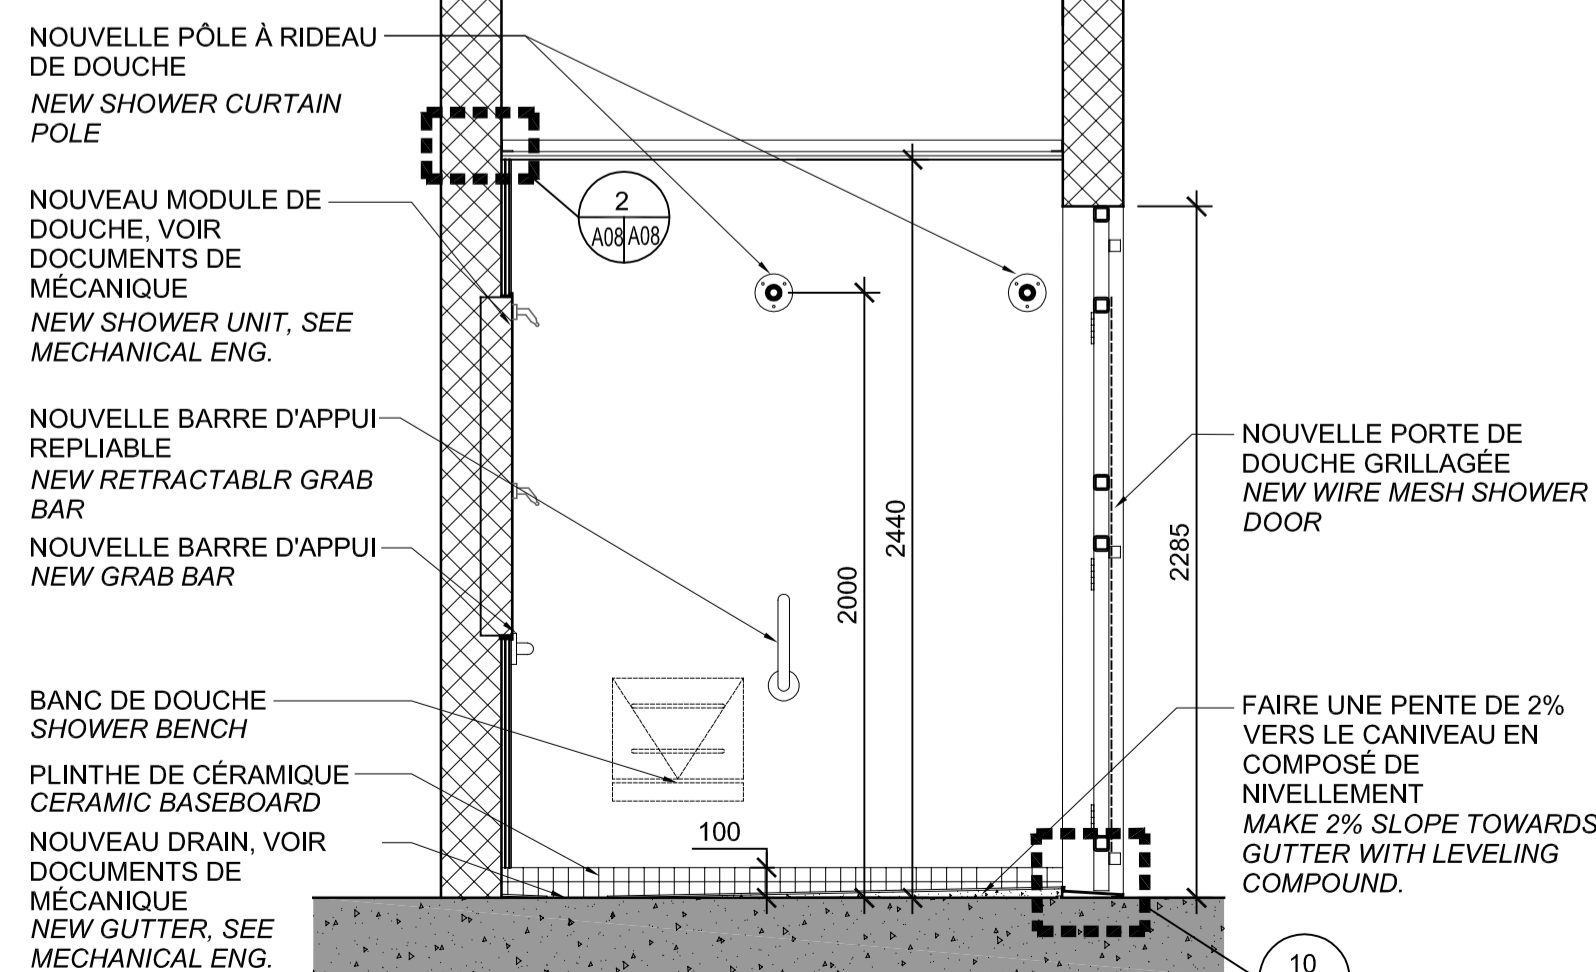 NOUVELLE PÔLE À RIDEAU
DE DOUCHE
NEW SHOWER CURTAIN
POLE
NOUVEAU MODULE DE
DOUCHE, VOIR
DOCUMENTS DE
MÉCANIQUE
NEW SHOWER UNIT, SEE
MECHANICAL ENG.
NOUVELLE BARRE D'APPUI
REPLIABLE
NEW RETRACTABLR GRAB
BAR
NOUVELLE BARRE D'APPUI
NEW GRAB BAR
BANC DE DOUCHE
SHOWER BENCH
PLINTHE DE CÉRAMIQUE
CERAMIC BASEBOARD
NOUVEAU DRAIN, VOIR
DOCUMENTS DE
MÉCANIQUE
NEW GUTTER, SEE
MECHANICAL ENG.
2
A08 A08
2000
2440
2285
100
NOUVELLE PORTE DE
DOUCHE GRILLAGÉE
NEW WIRE MESH SHOWER
DOOR
FAIRE UNE PENTE DE 2%
VERS LE CANIVEAU EN
COMPOSÉ DE
NIVELLEMENT
MAKE 2% SLOPE TOWARDS
GUTTER WITH LEVELING
COMPOUND.
10